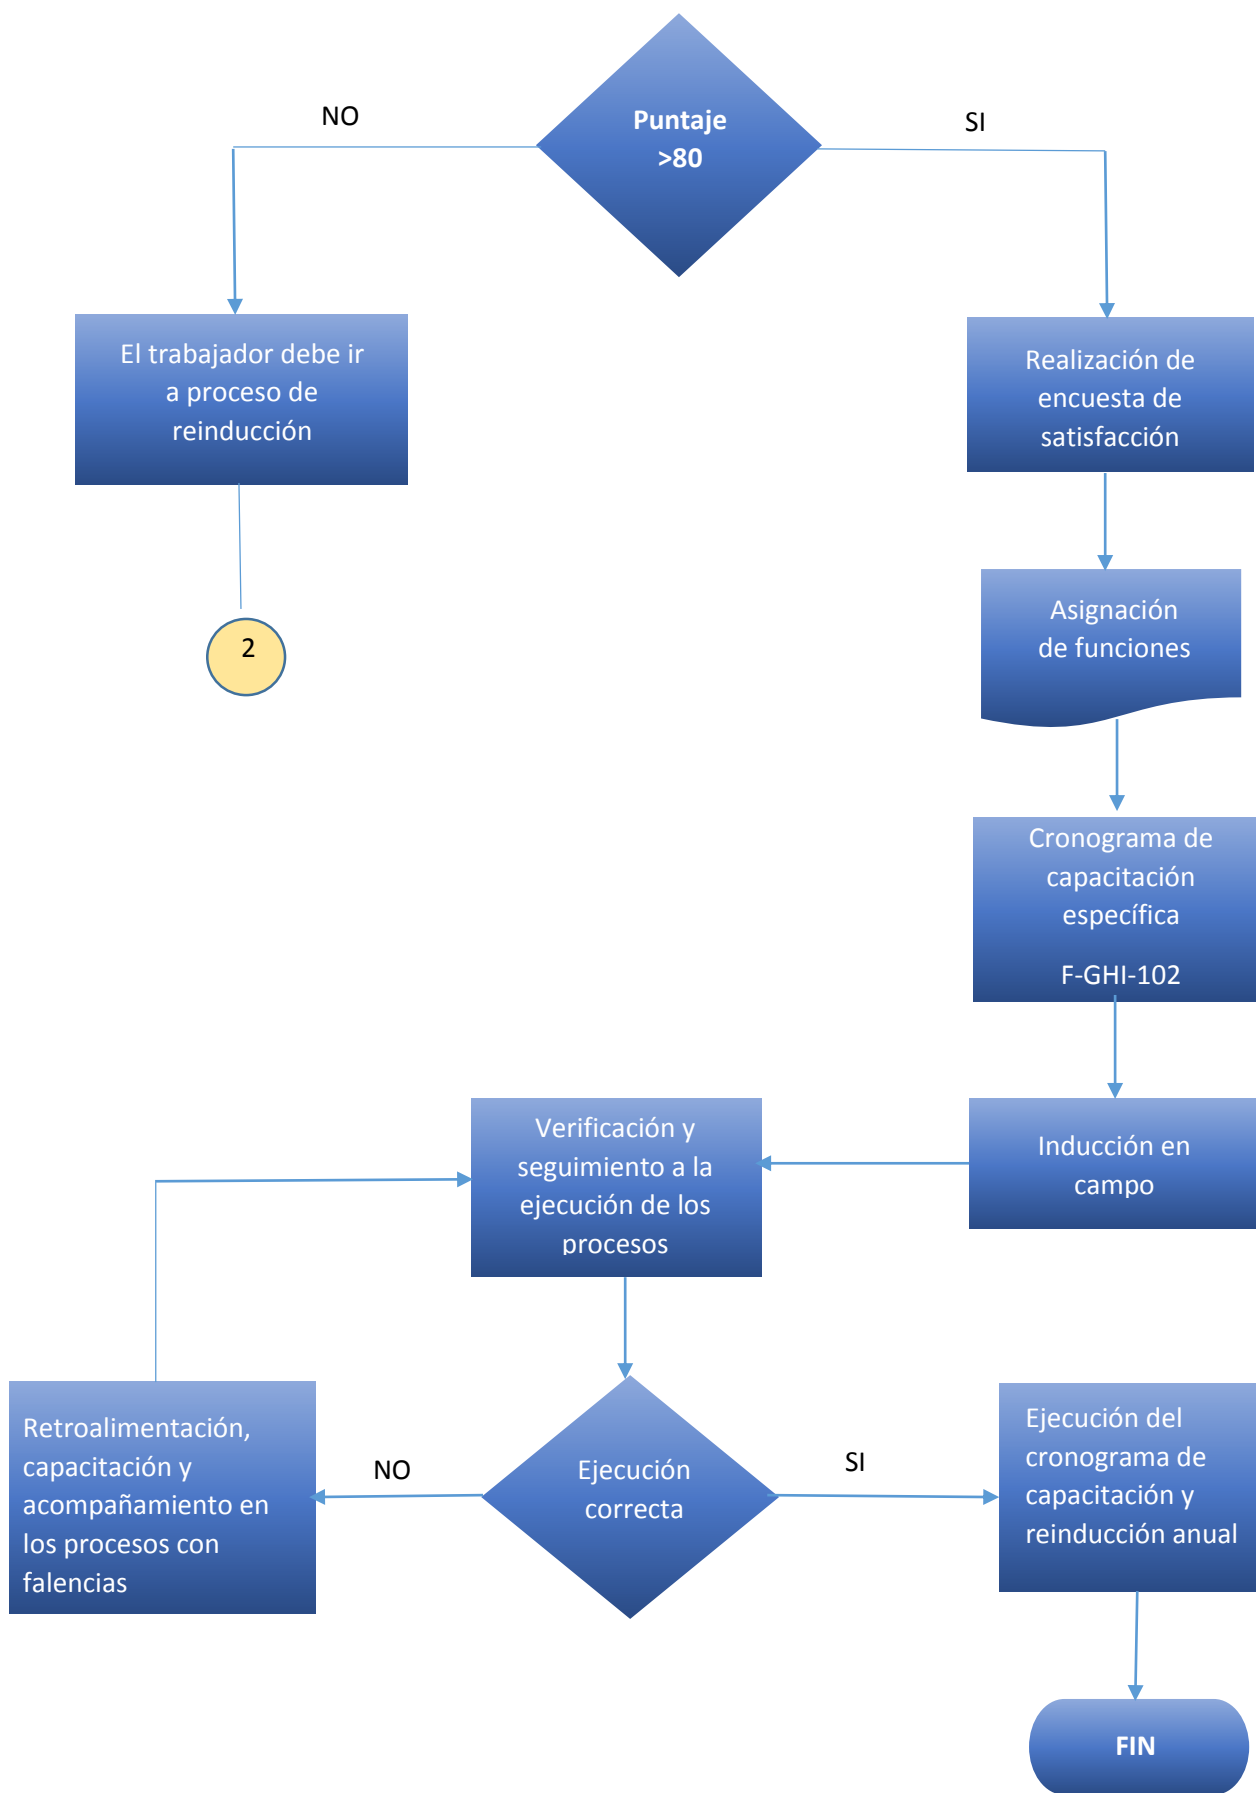 NO
Puntaje
>80
SI
El trabajador debe ir
a proceso de
reinducción
Realización de
encuesta de
satisfacción
2
Asignación
de funciones
Cronograma de
capacitación
específica
F-GHI-102
Verificación y
seguimiento a la
ejecución de los
procesos
Inducción en
campo
Retroalimentación,
capacitación y
acompañamiento en
los procesos con
falencias
NO
Ejecución
correcta
SI
Ejecución del
cronograma de
capacitación y
reinducción anual
FIN